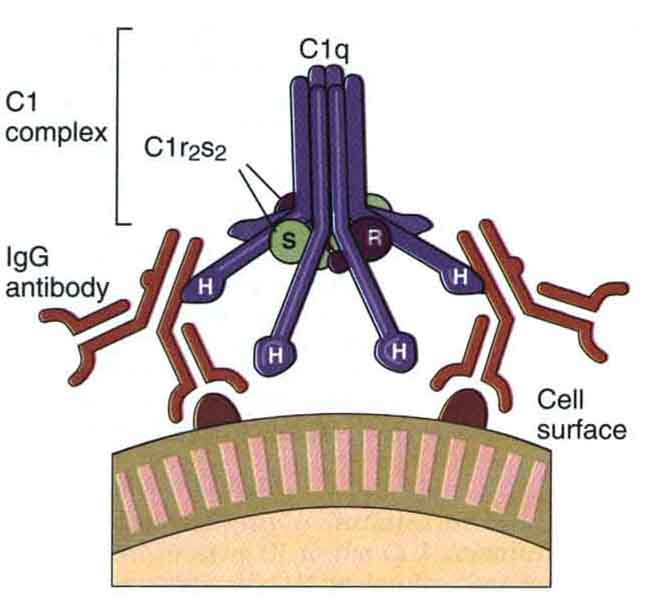 C1q
C1
complex
C1r₂s₂
S
R
IgG
antibody
H
H
H
H
Cell
surface